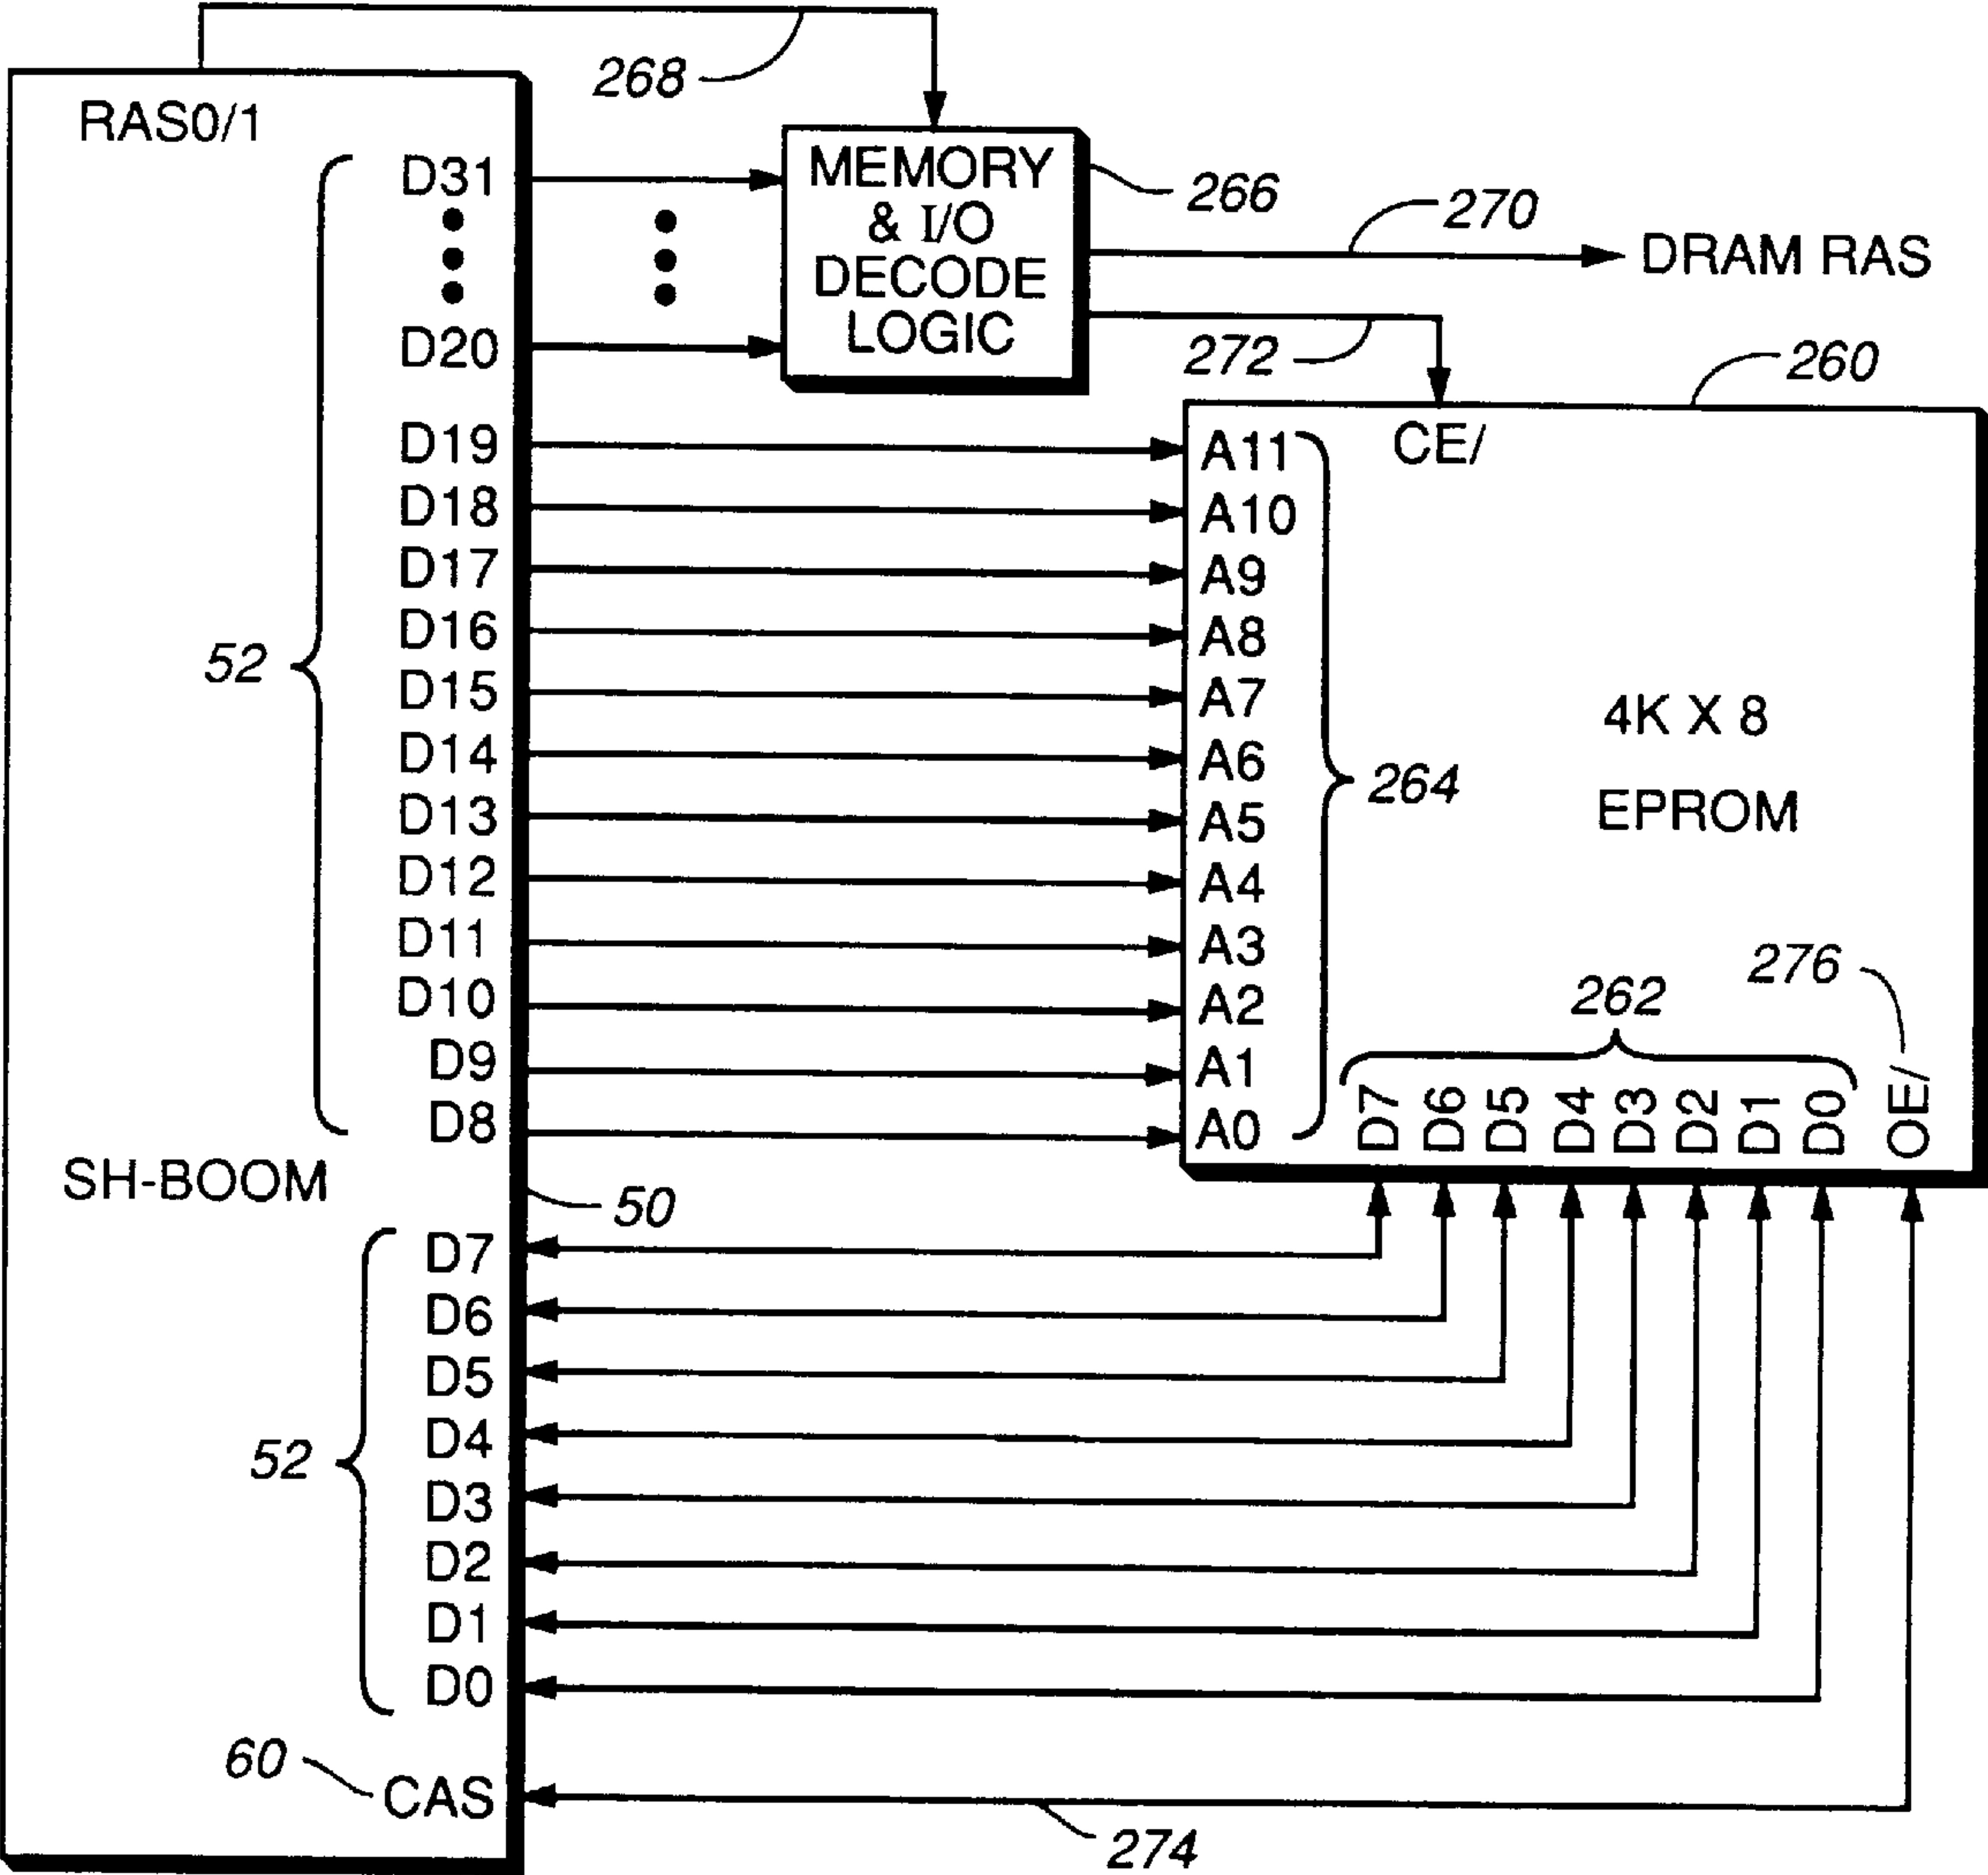 268
RAS0/1
D31
D20
D19
D18
D17
D16
D15
D14
D13
D12
D11
D10
D9
D8
52
SH-BOOM
50
D7
D6
D5
D4
D3
D2
D1
D0
52
60
CAS
274
MEMORY
& I/O
DECODE
LOGIC
266
270
DRAM RAS
272
260
CE/
A11
A10
A9
A8
A7
A6
A5
A4
A3
A2
A1
A0
264
4K X 8
EPROM
276
262
D7
D6
D5
D4
D3
D2
D1
D0
OE/